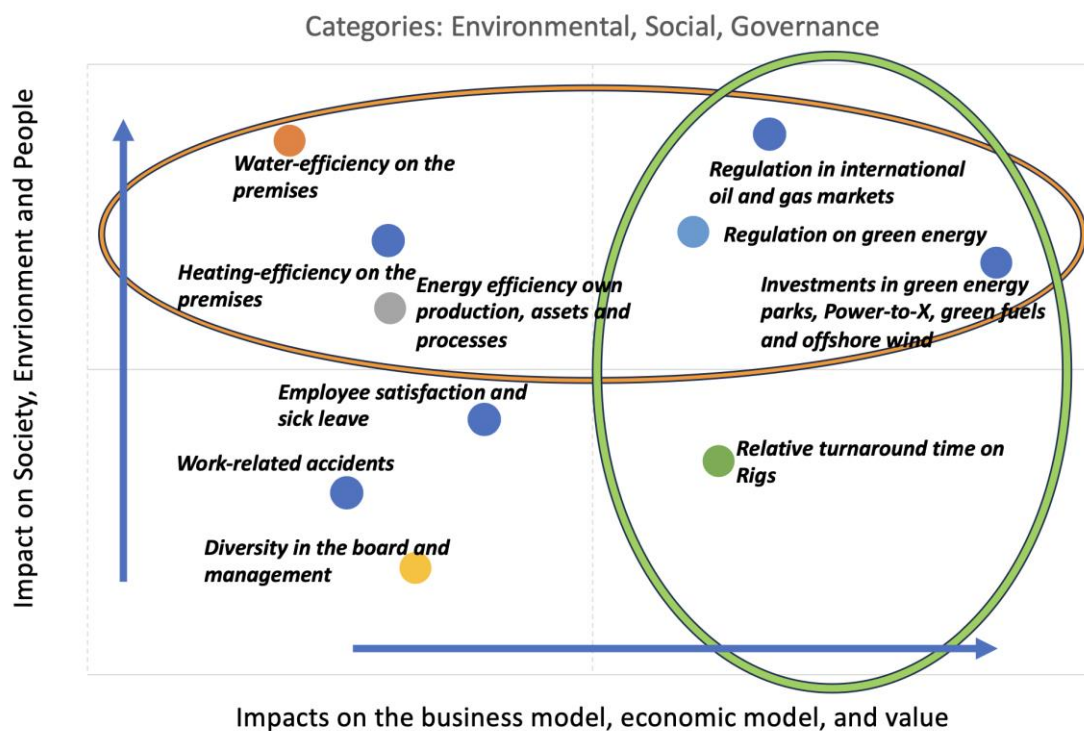 Categories: Environmental, Social, Governance
Impact on Society, Envrionment and People
Water-efficiency on the
premises
Regulation in international
oil and gas markets
Regulation on green energy
Heating-efficiency on the
premises
Energy efficiency own
production, assets and
processes
Investments in green energy
parks, Power-to-X, green fuels
and offshore wind
Employee satisfaction and
sick leave
Work-related accidents
Relative turnaround time on
Rigs
Diversity in the board and
management
Impacts on the business model, economic model, and value